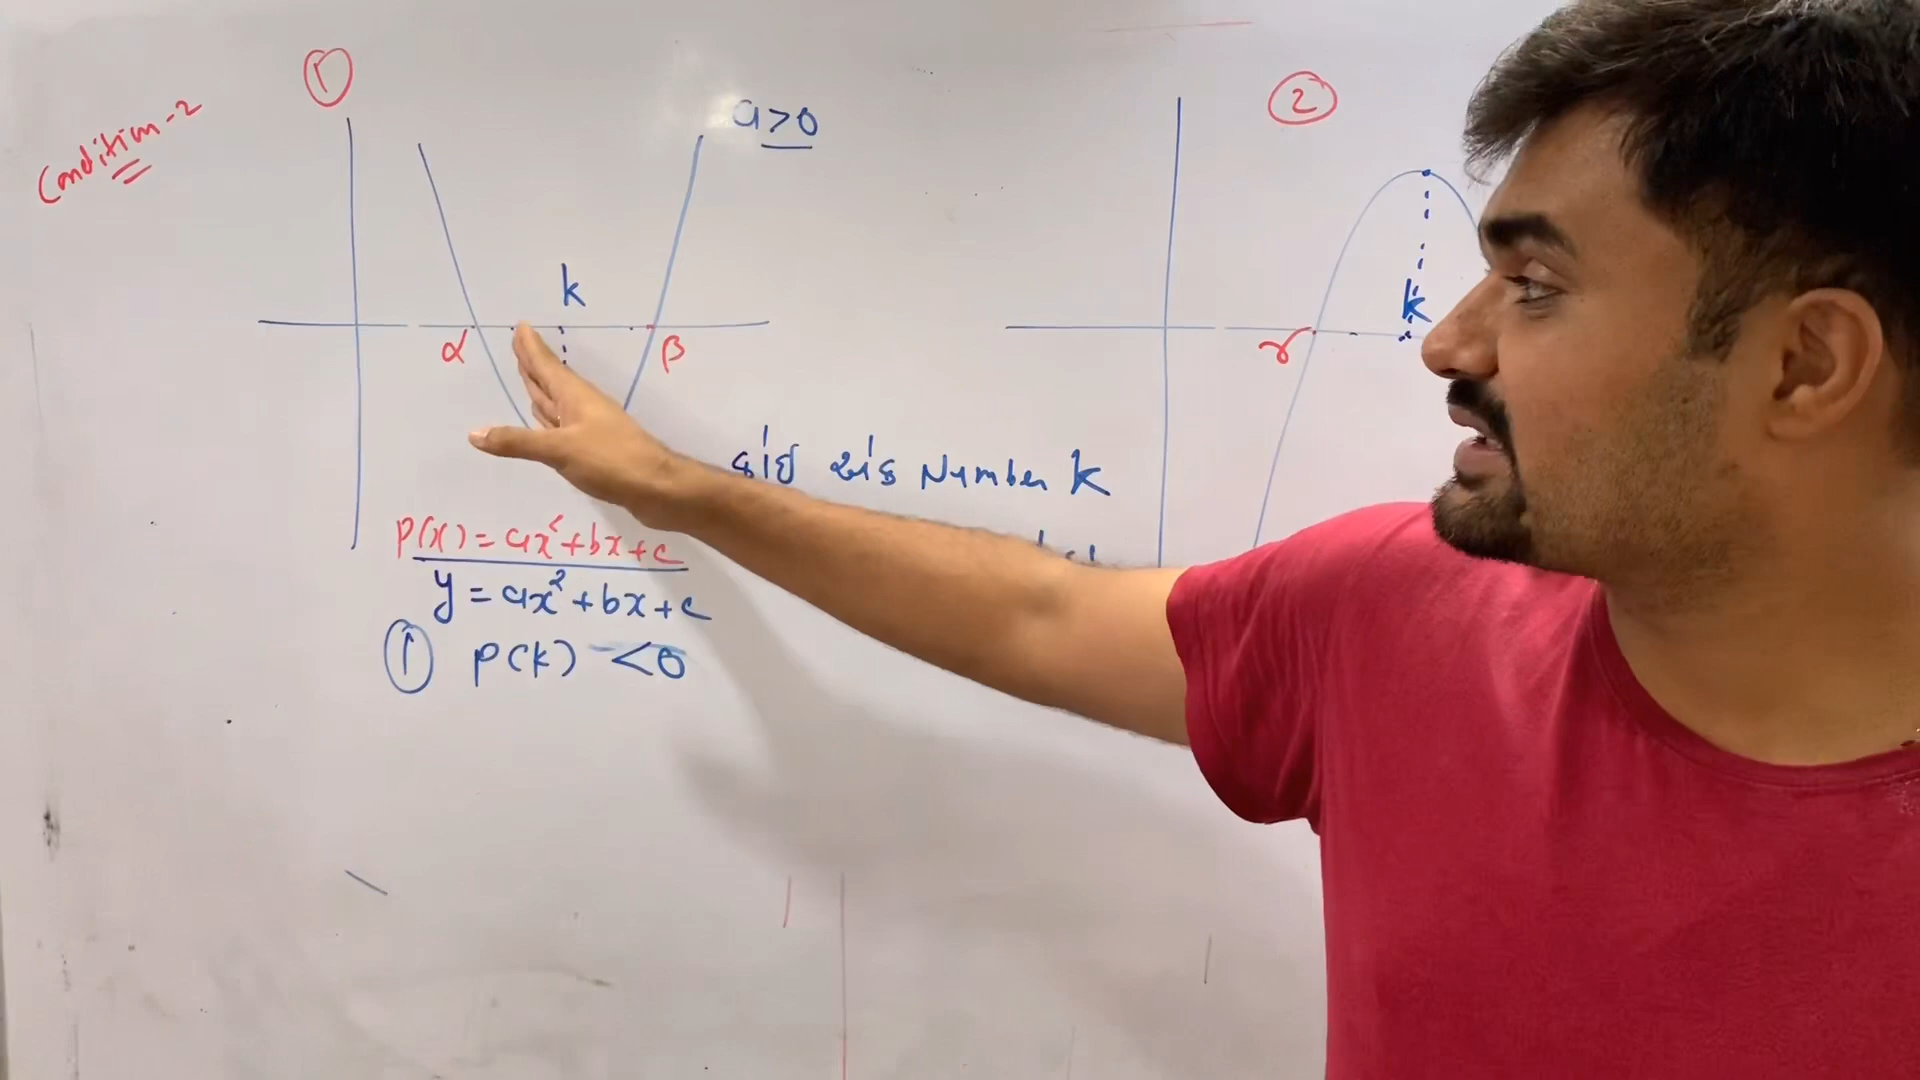 Condition-2
①
a>0
k
α
β
કોઈ એક Number k
P(x) = ax²+bx+c
y = ax²+bx+c
① P(k) <0
②
k
γ